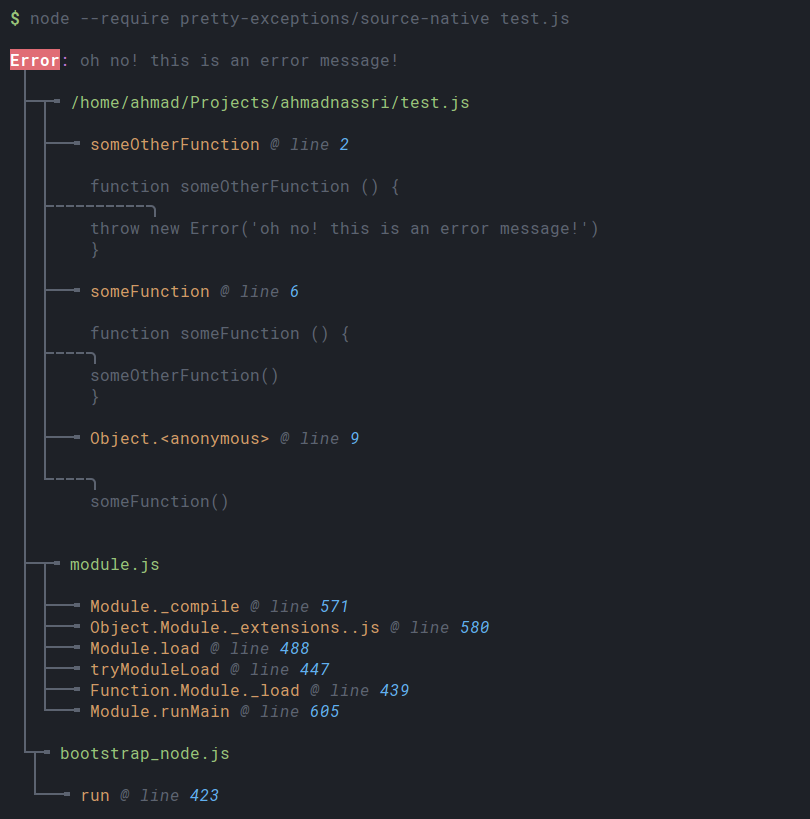 $ node --require pretty-exceptions/source-native test.js
Error: oh no! this is an error message!
/home/ahmad/Projects/ahmadnassri/test.js
someOtherFunction @ line 2
function someOtherFunction () {
throw new Error('oh no! this is an error message!')
}
someFunction @ line 6
function someFunction () {
someOtherFunction()
}
Object.<anonymous> @ line 9
someFunction()
module.js
Module._compile @ line 571
Object.Module._extensions..js @ line 580
Module.load @ line 488
tryModuleLoad @ line 447
Function.Module._load @ line 439
Module.runMain @ line 605
bootstrap_node.js
run @ line 423